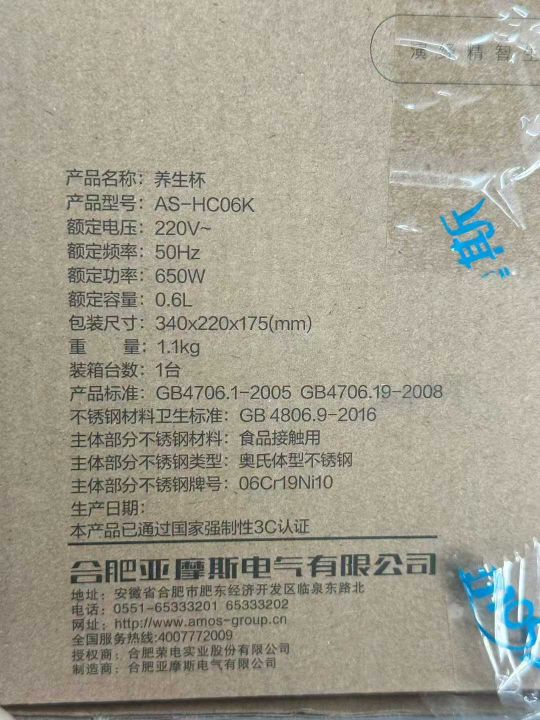 演绎精智生
产品名称：养生杯
产品型号：AS-HC06K
额定电压：220V~
额定频率：50Hz
额定功率：650W
额定容量：0.6L
包装尺寸：340x220x175(mm)
重 量：1.1kg
装箱台数：1台
产品标准：GB4706.1-2005 GB4706.19-2008
不锈钢材料卫生标准：GB 4806.9-2016
主体部分不锈钢材料：食品接触用
主体部分不锈钢类型：奥氏体型不锈钢
主体部分不锈钢牌号：06Cr19Ni10
生产日期：
本产品已通过国家强制性3C认证
合肥亚摩斯电气有限公司
地址：安徽省合肥市肥东经济开发区临泉东路北
电话：0551-65333201 65333202
网址：http://www.amos-group.cn
全国服务热线：4007772009
授权商：合肥荣电实业股份有限公司
制造商：合肥亚摩斯电气有限公司
斯